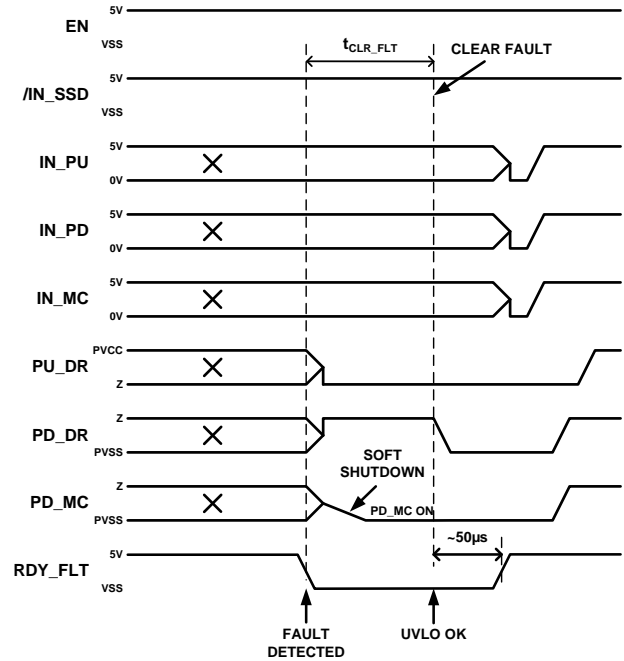 EN
5V
VSS
tCLR_FLT
CLEAR FAULT
/IN_SSD
5V
VSS
IN_PU
5V
0V
IN_PD
5V
0V
IN_MC
5V
0V
PU_DR
PVCC
Z
PD_DR
Z
PVSS
SOFT
SHUTDOWN
PD_MC
Z
PVSS
PD_MC ON
~50µs
RDY_FLT
5V
VSS
FAULT
DETECTED
UVLO OK